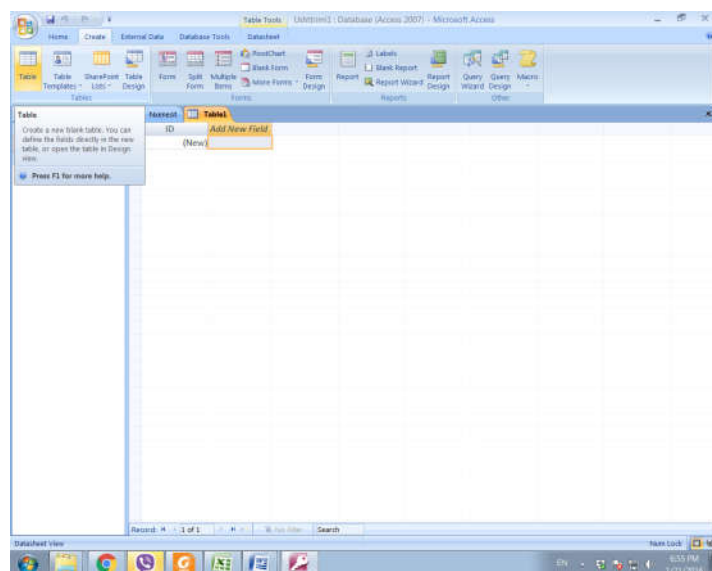 Table Tools
: Database (Access 2007) - Microsoft Access
Home Create External Data Database Tools Datasheet
Table
Table Templates
SharePoint Lists
Table Design
Tables
Form
Split Form
Multiple Items
PivotChart
Blank Form
More Forms
Form Design
Forms
Report
Labels
Blank Report
Report Wizard
Report Design
Reports
Query Wizard
Query Design
Macro
Other
Table
Create a new blank table. You can
define the fields directly in the new
table, or open the table in Design
view.
Press F1 for more help.
Table1
ID Add New Field
(New)
Record: 1 of 1 No Filter Search
Datasheet View Num Lock
EN 6:55 PM